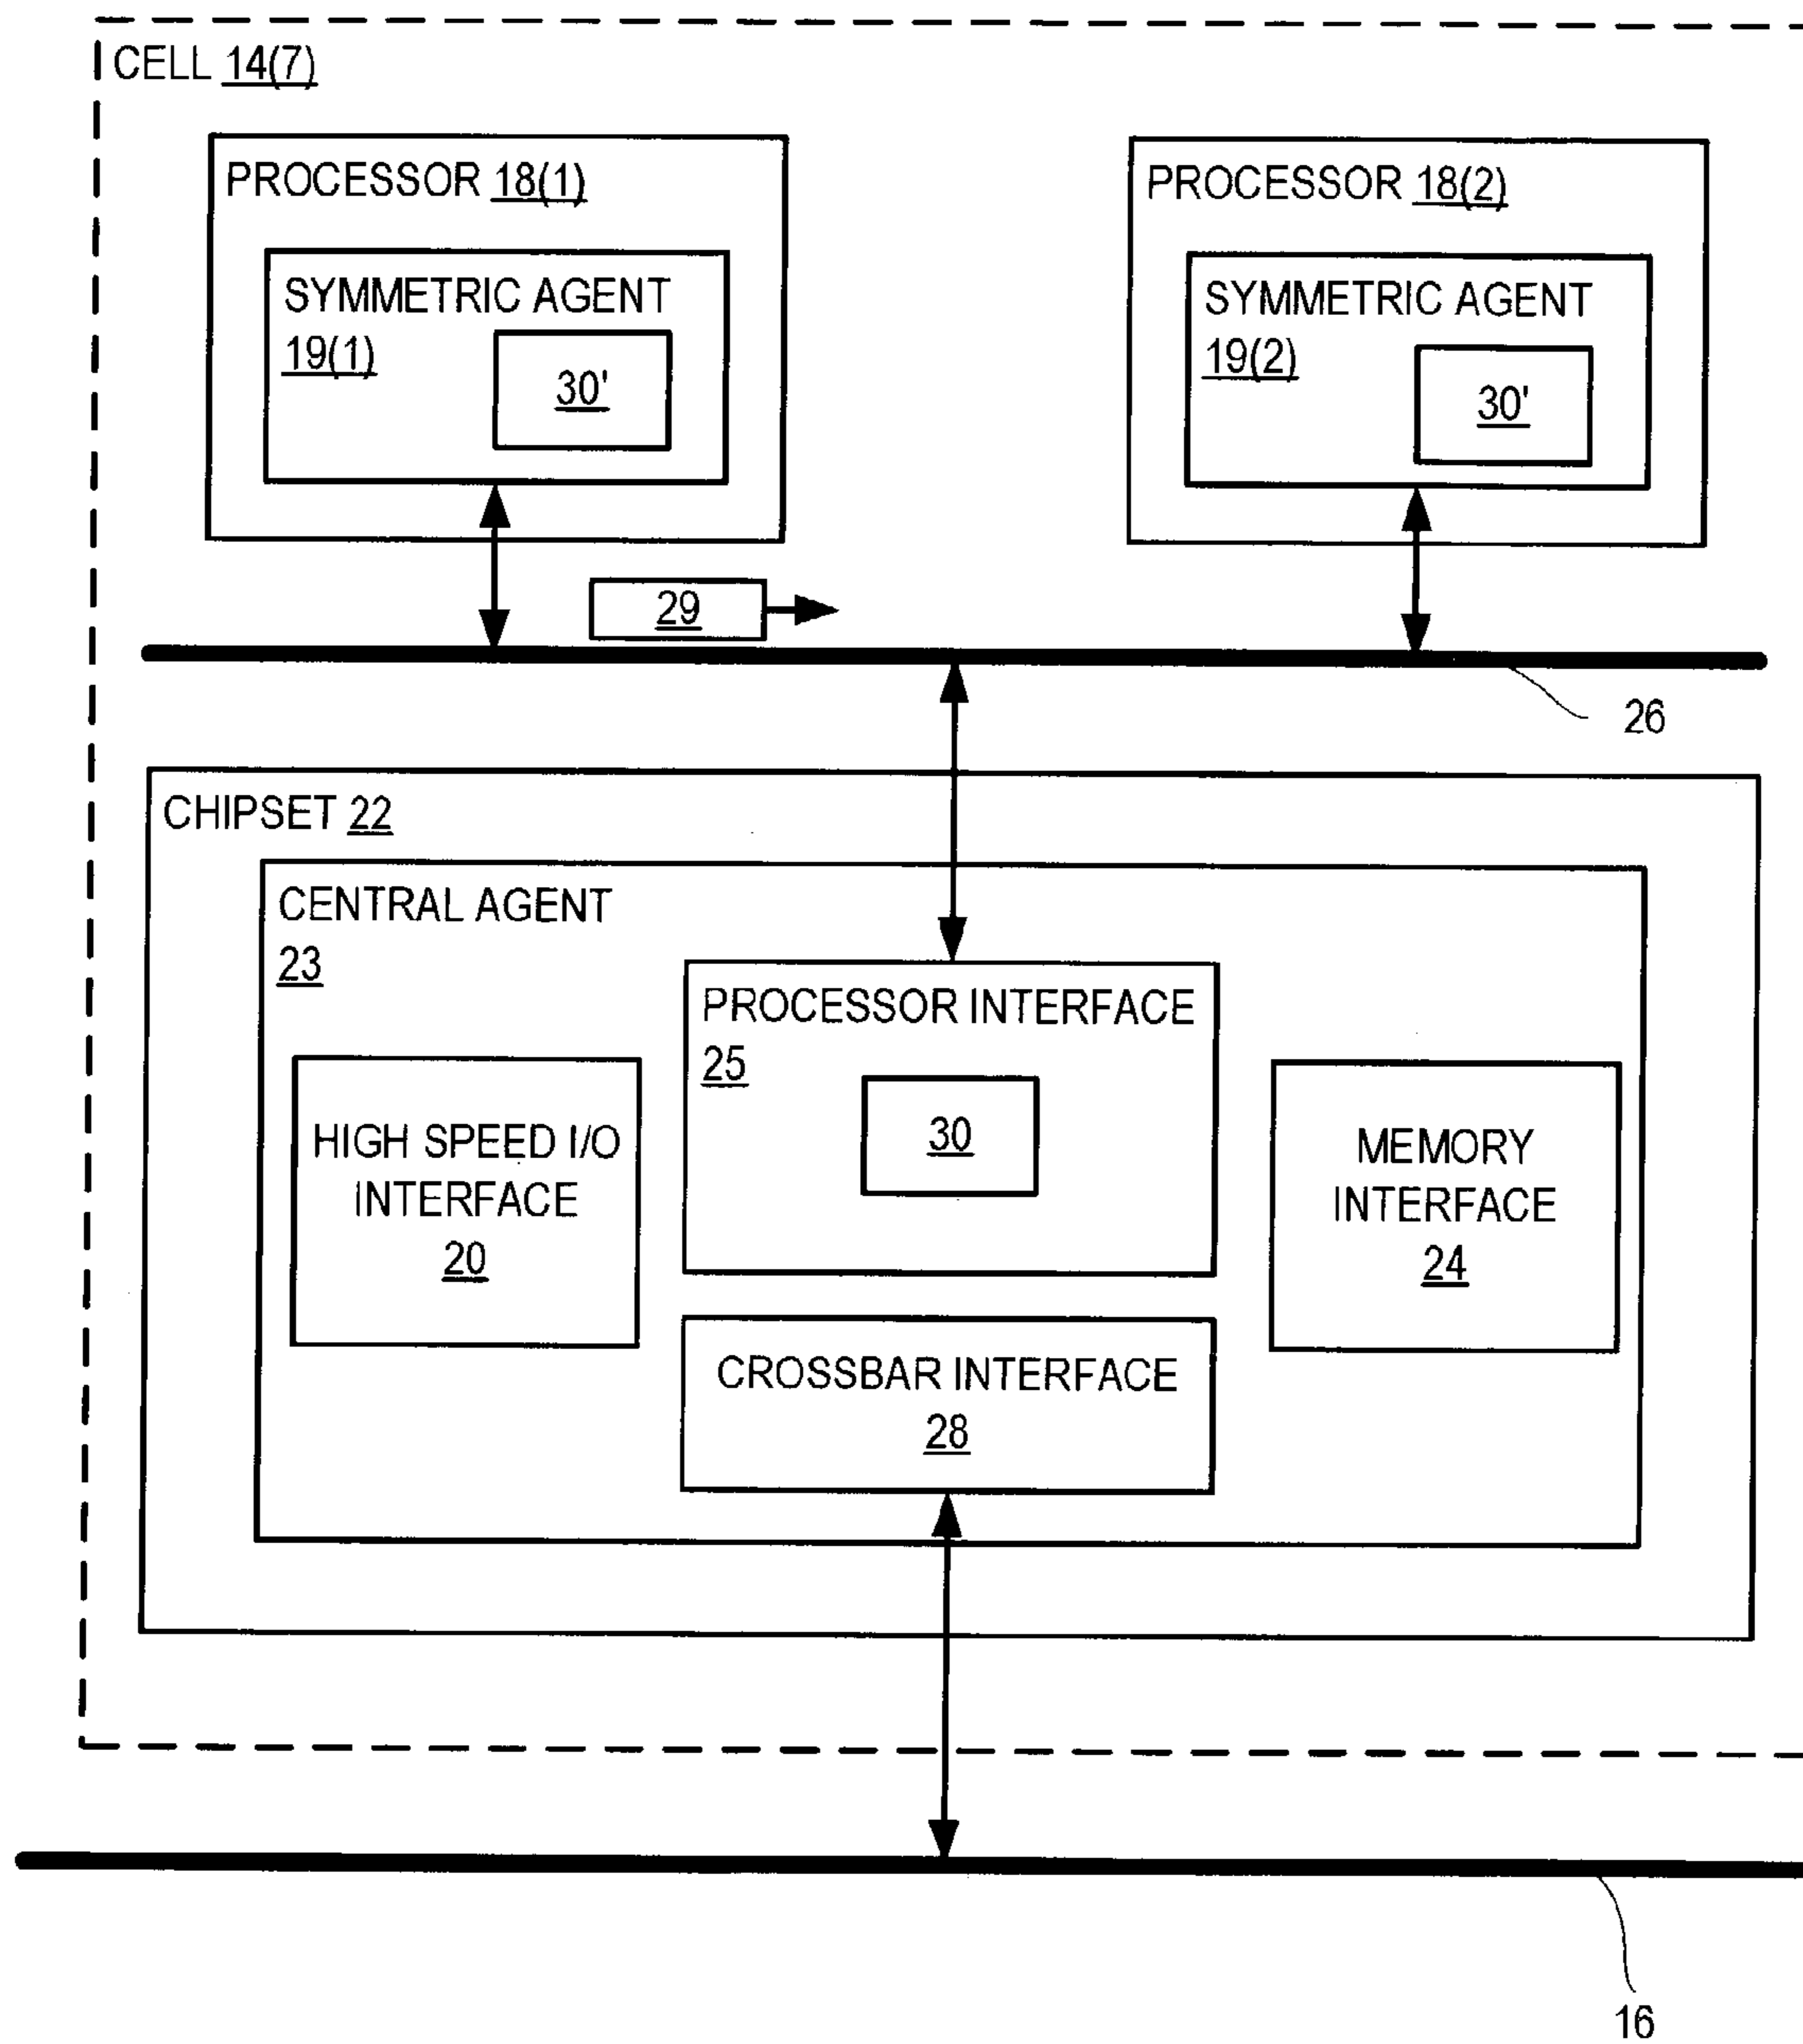 CELL 14(7)
PROCESSOR 18(1)
SYMMETRIC AGENT
19(1)
30'
PROCESSOR 18(2)
SYMMETRIC AGENT
19(2)
30'
29
26
CHIPSET 22
CENTRAL AGENT
23
PROCESSOR INTERFACE
25
30
HIGH SPEED I/O
INTERFACE
20
MEMORY
INTERFACE
24
CROSSBAR INTERFACE
28
16